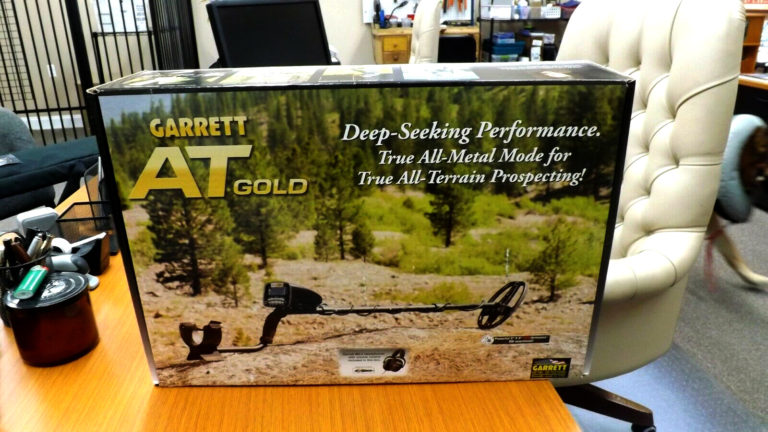 GARRETT
AT GOLD
Deep-Seeking Performance.
True All-Metal Mode for
True All-Terrain Prospecting!
GARRETT